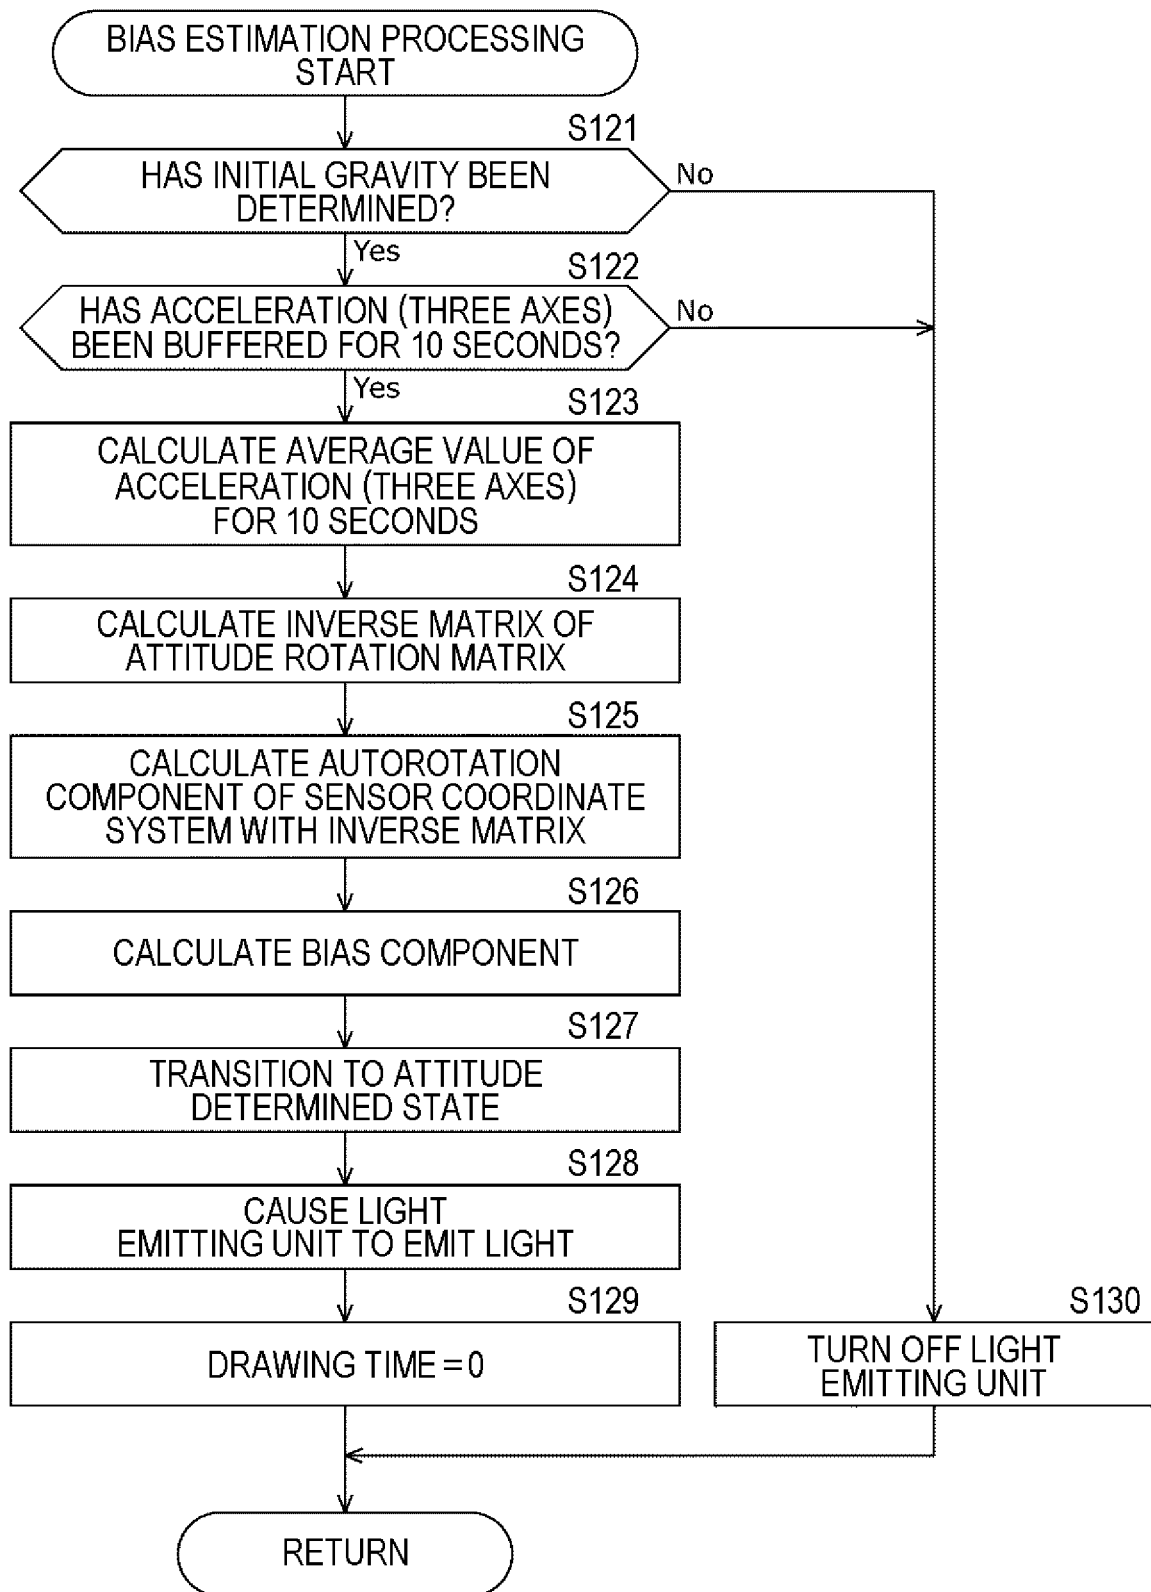 BIAS ESTIMATION PROCESSING
START
S121
HAS INITIAL GRAVITY BEEN
DETERMINED?
No
Yes
S122
HAS ACCELERATION (THREE AXES)
BEEN BUFFERED FOR 10 SECONDS?
No
Yes
S123
CALCULATE AVERAGE VALUE OF
ACCELERATION (THREE AXES)
FOR 10 SECONDS
S124
CALCULATE INVERSE MATRIX OF
ATTITUDE ROTATION MATRIX
S125
CALCULATE AUTOROTATION
COMPONENT OF SENSOR COORDINATE
SYSTEM WITH INVERSE MATRIX
S126
CALCULATE BIAS COMPONENT
S127
TRANSITION TO ATTITUDE
DETERMINED STATE
S128
CAUSE LIGHT
EMITTING UNIT TO EMIT LIGHT
S129
DRAWING TIME = 0
S130
TURN OFF LIGHT
EMITTING UNIT
RETURN